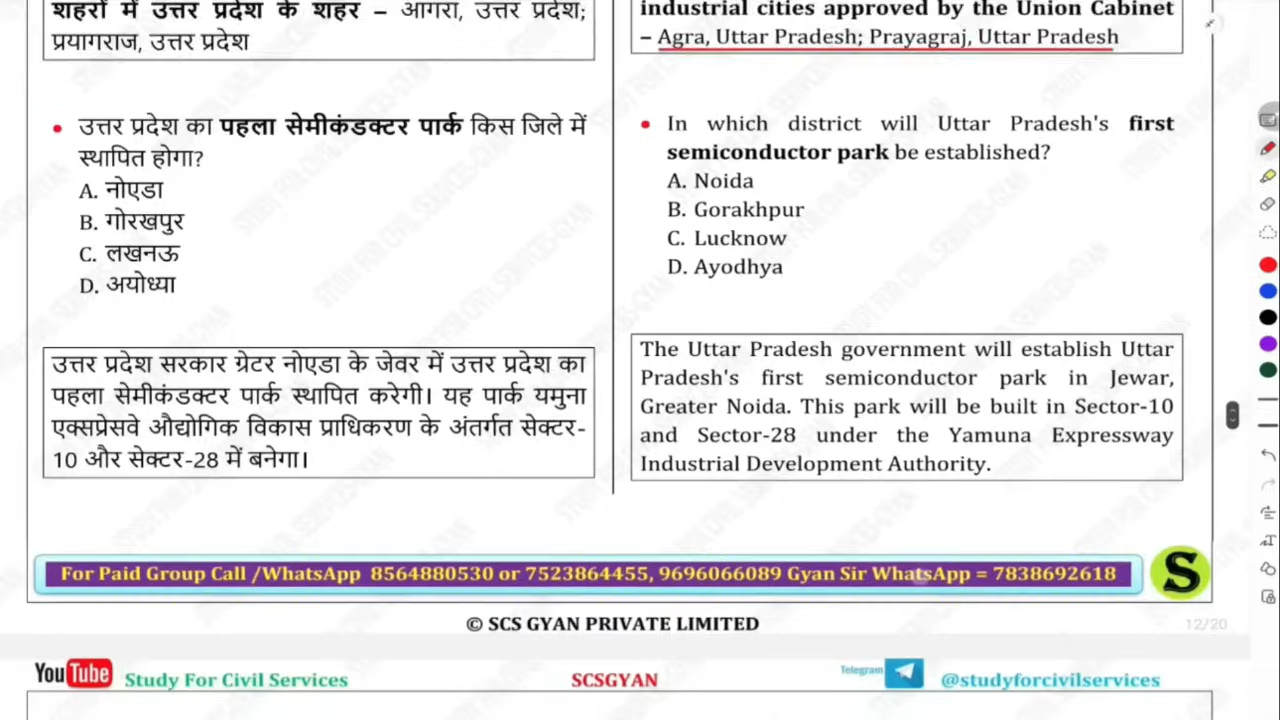 शहरों में उत्तर प्रदेश के शहर – आगरा, उत्तर प्रदेश;
प्रयागराज, उत्तर प्रदेश
• उत्तर प्रदेश का पहला सेमीकंडक्टर पार्क किस जिले में
स्थापित होगा?
A. नोएडा
B. गोरखपुर
C. लखनऊ
D. अयोध्या
उत्तर प्रदेश सरकार ग्रेटर नोएडा के जेवर में उत्तर प्रदेश का
पहला सेमीकंडक्टर पार्क स्थापित करेगी। यह पार्क यमुना
एक्सप्रेसवे औद्योगिक विकास प्राधिकरण के अंतर्गत सेक्टर-
10 और सेक्टर-28 में बनेगा।
industrial cities approved by the Union Cabinet
– Agra, Uttar Pradesh; Prayagraj, Uttar Pradesh
• In which district will Uttar Pradesh's first
semiconductor park be established?
A. Noida
B. Gorakhpur
C. Lucknow
D. Ayodhya
The Uttar Pradesh government will establish Uttar
Pradesh's first semiconductor park in Jewar,
Greater Noida. This park will be built in Sector-10
and Sector-28 under the Yamuna Expressway
Industrial Development Authority.
For Paid Group Call /WhatsApp 8564880530 or 7523864455, 9696066089 Gyan Sir WhatsApp = 7838692618
S
© SCS GYAN PRIVATE LIMITED
12/20
YouTube Study For Civil Services
SCSGYAN
Telegram @studyforcivilservices